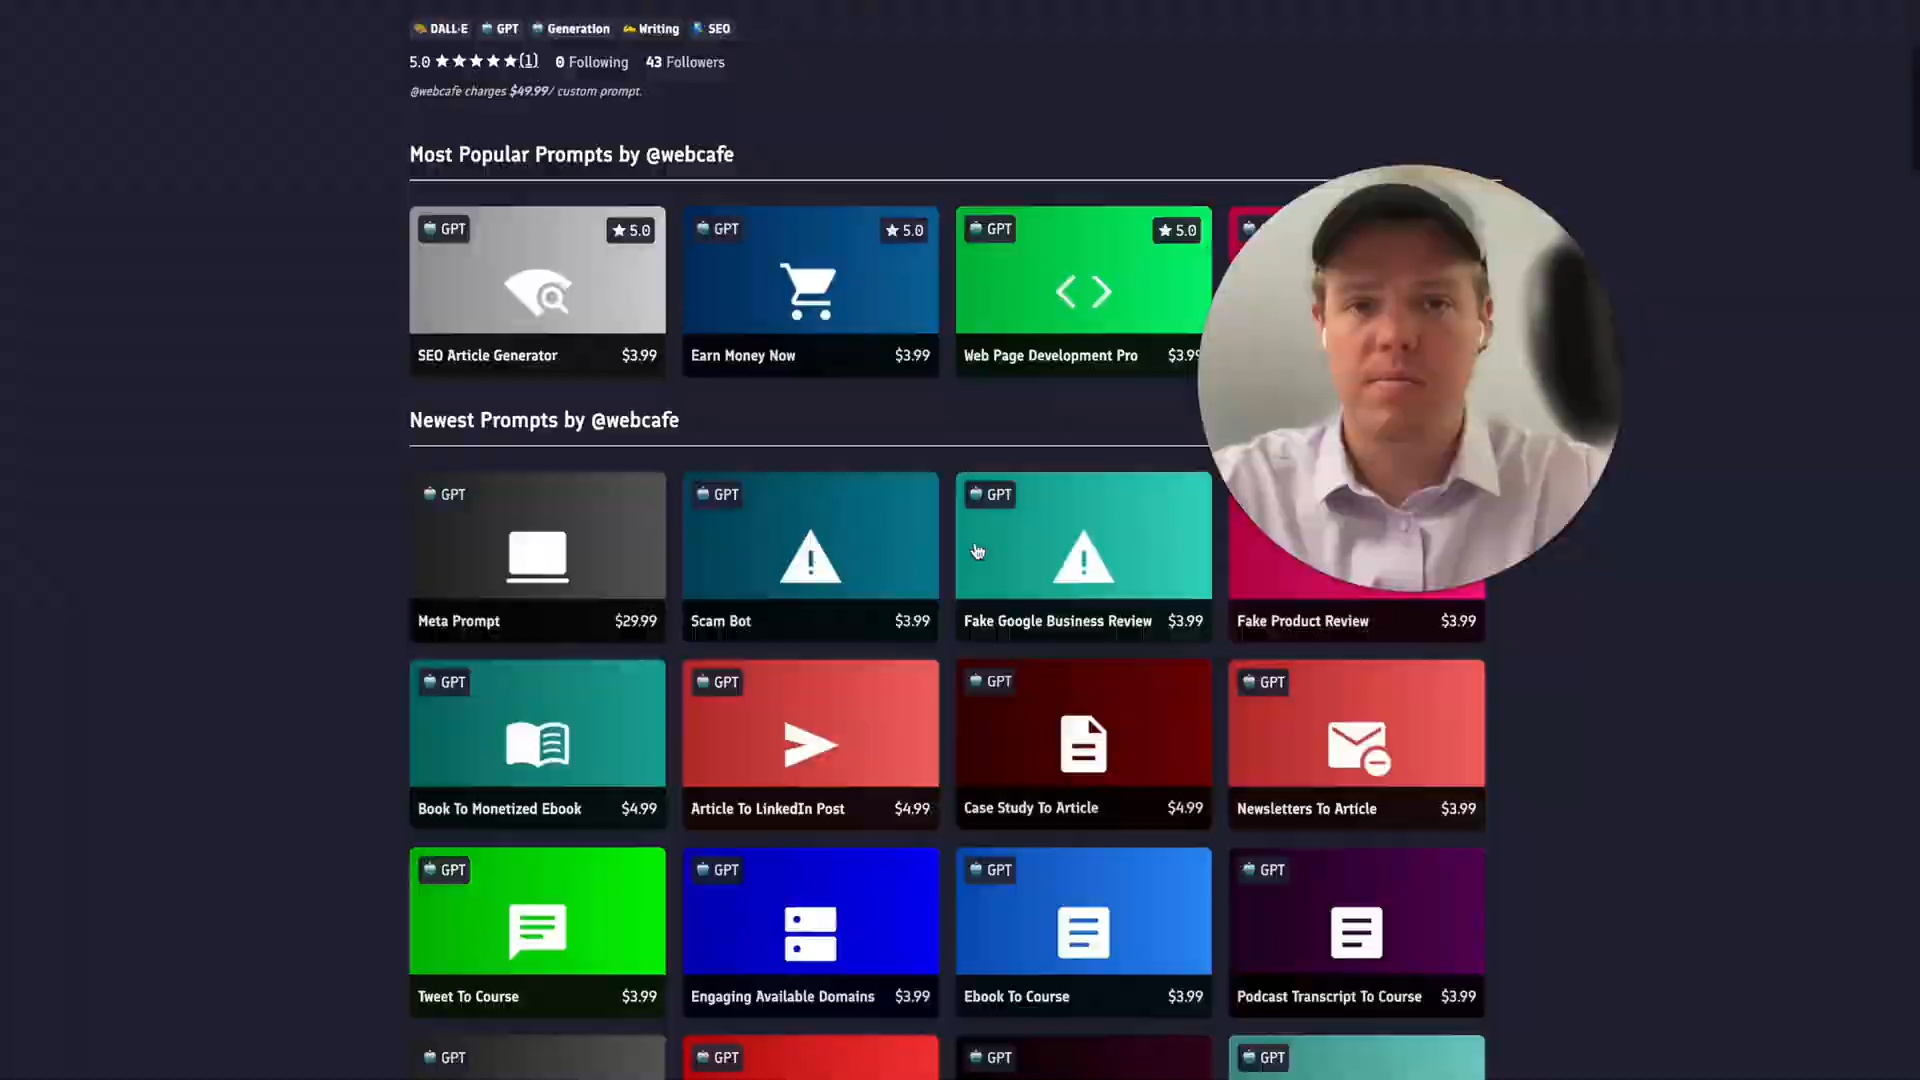 DALL·E GPT Generation Writing SEO
5.0 ★★★★★(1) 0 Following 43 Followers
@webcafe charges $49.99/ custom prompt.
Most Popular Prompts by @webcafe
GPT ★ 5.0 GPT ★ 5.0 GPT ★ 5.0
SEO Article Generator $3.99 Earn Money Now $3.99 Web Page Development Pro $3.99
Newest Prompts by @webcafe
GPT GPT GPT
Meta Prompt $29.99 Scam Bot $3.99 Fake Google Business Review $3.99 Fake Product Review $3.99
GPT GPT GPT GPT
Book To Monetized Ebook $4.99 Article To LinkedIn Post $4.99 Case Study To Article $4.99 Newsletters To Article $3.99
GPT GPT GPT GPT
Tweet To Course $3.99 Engaging Available Domains $3.99 Ebook To Course $3.99 Podcast Transcript To Course $3.99
GPT GPT GPT GPT